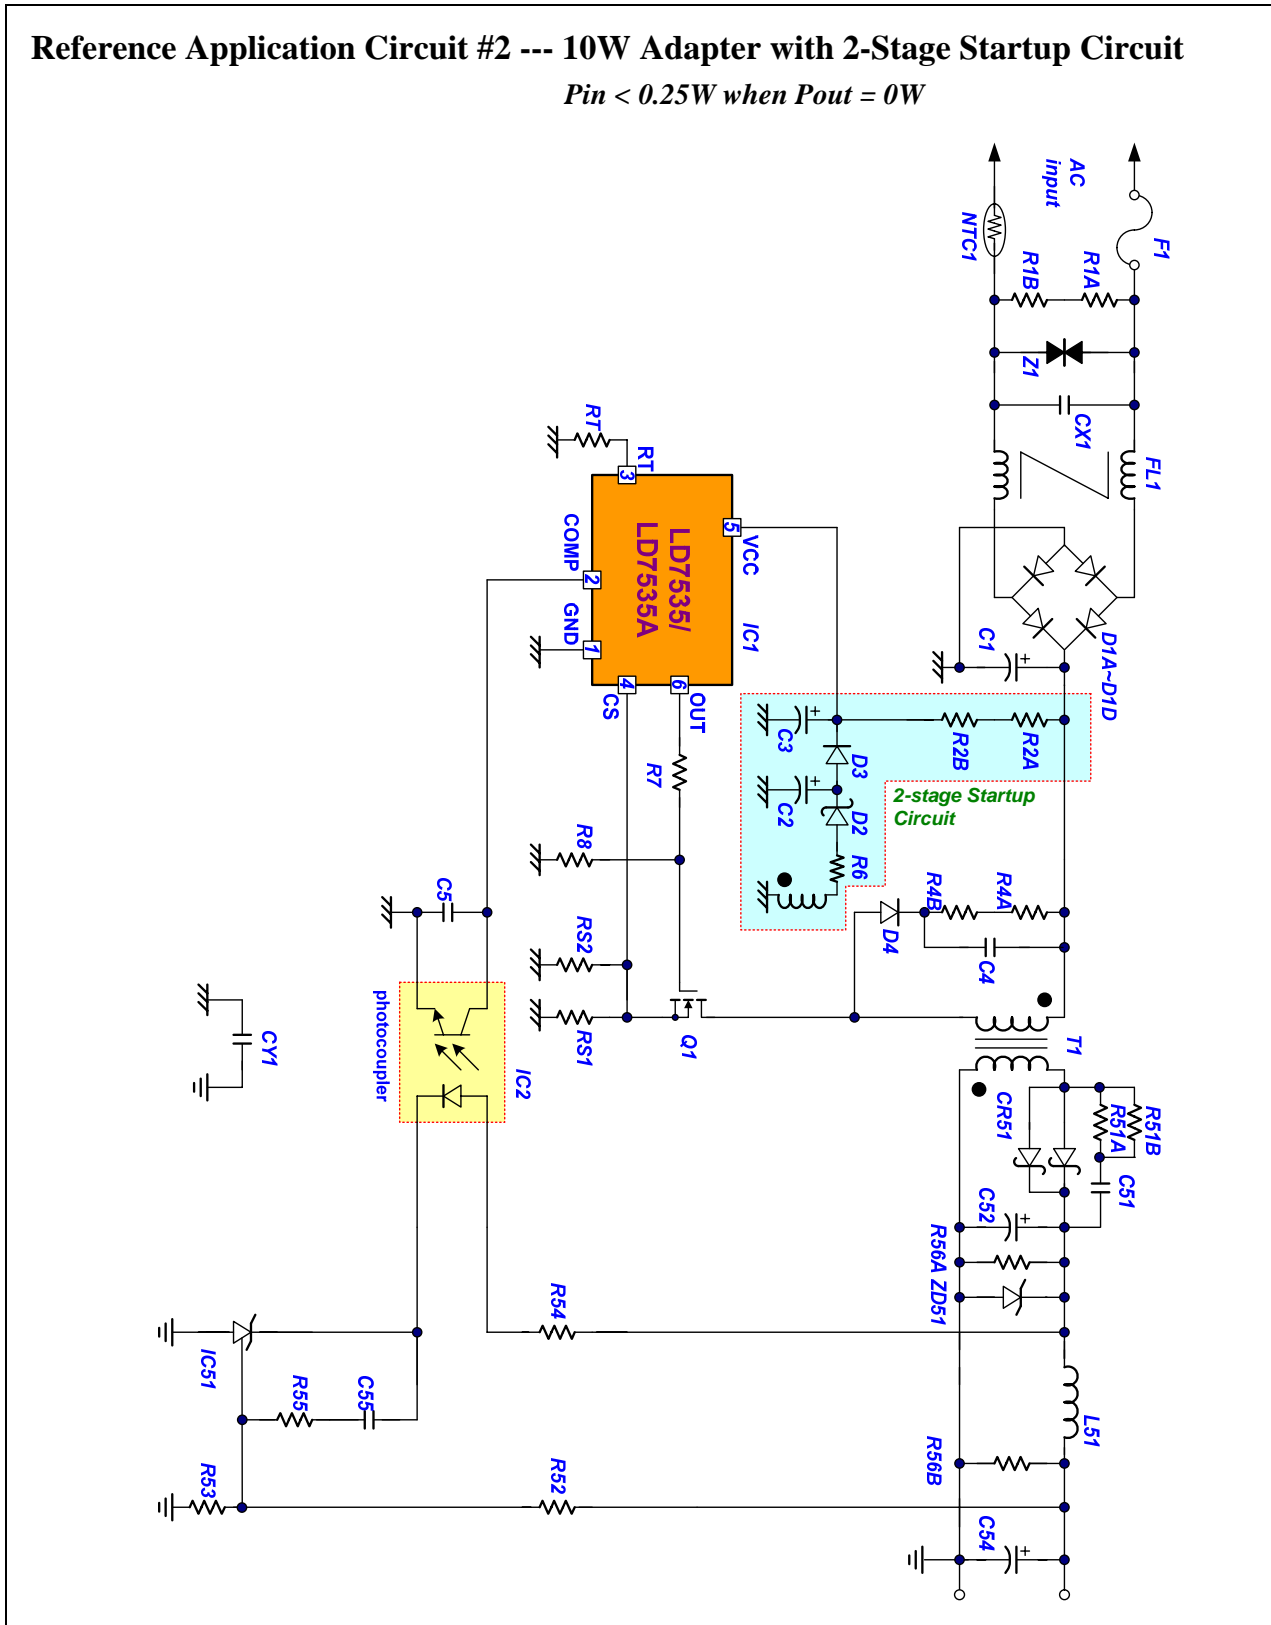 Reference Application Circuit #2 --- 10W Adapter with 2-Stage Startup Circuit
Pin < 0.25W when Pout = 0W
AC
input
F1
NTC1
R1B
R1A
Z1
CX1
FL1
RT
RT
3
COMP
2
GND
1
5
VCC
LD7535/
LD7535A
IC1
4
CS
6
OUT
C1
+
D1A~D1D
R2B
R2A
C3
+
D3
C2
+
D2
R6
2-stage Startup
Circuit
R7
R8
C5
RS2
RS1
R4B
R4A
D4
C4
Q1
T1
photocoupler
IC2
CY1
CR51
R51A
R51B
C51
C52
+
R56A
ZD51
R54
IC51
R55
C55
L51
R56B
R53
R52
C54
+